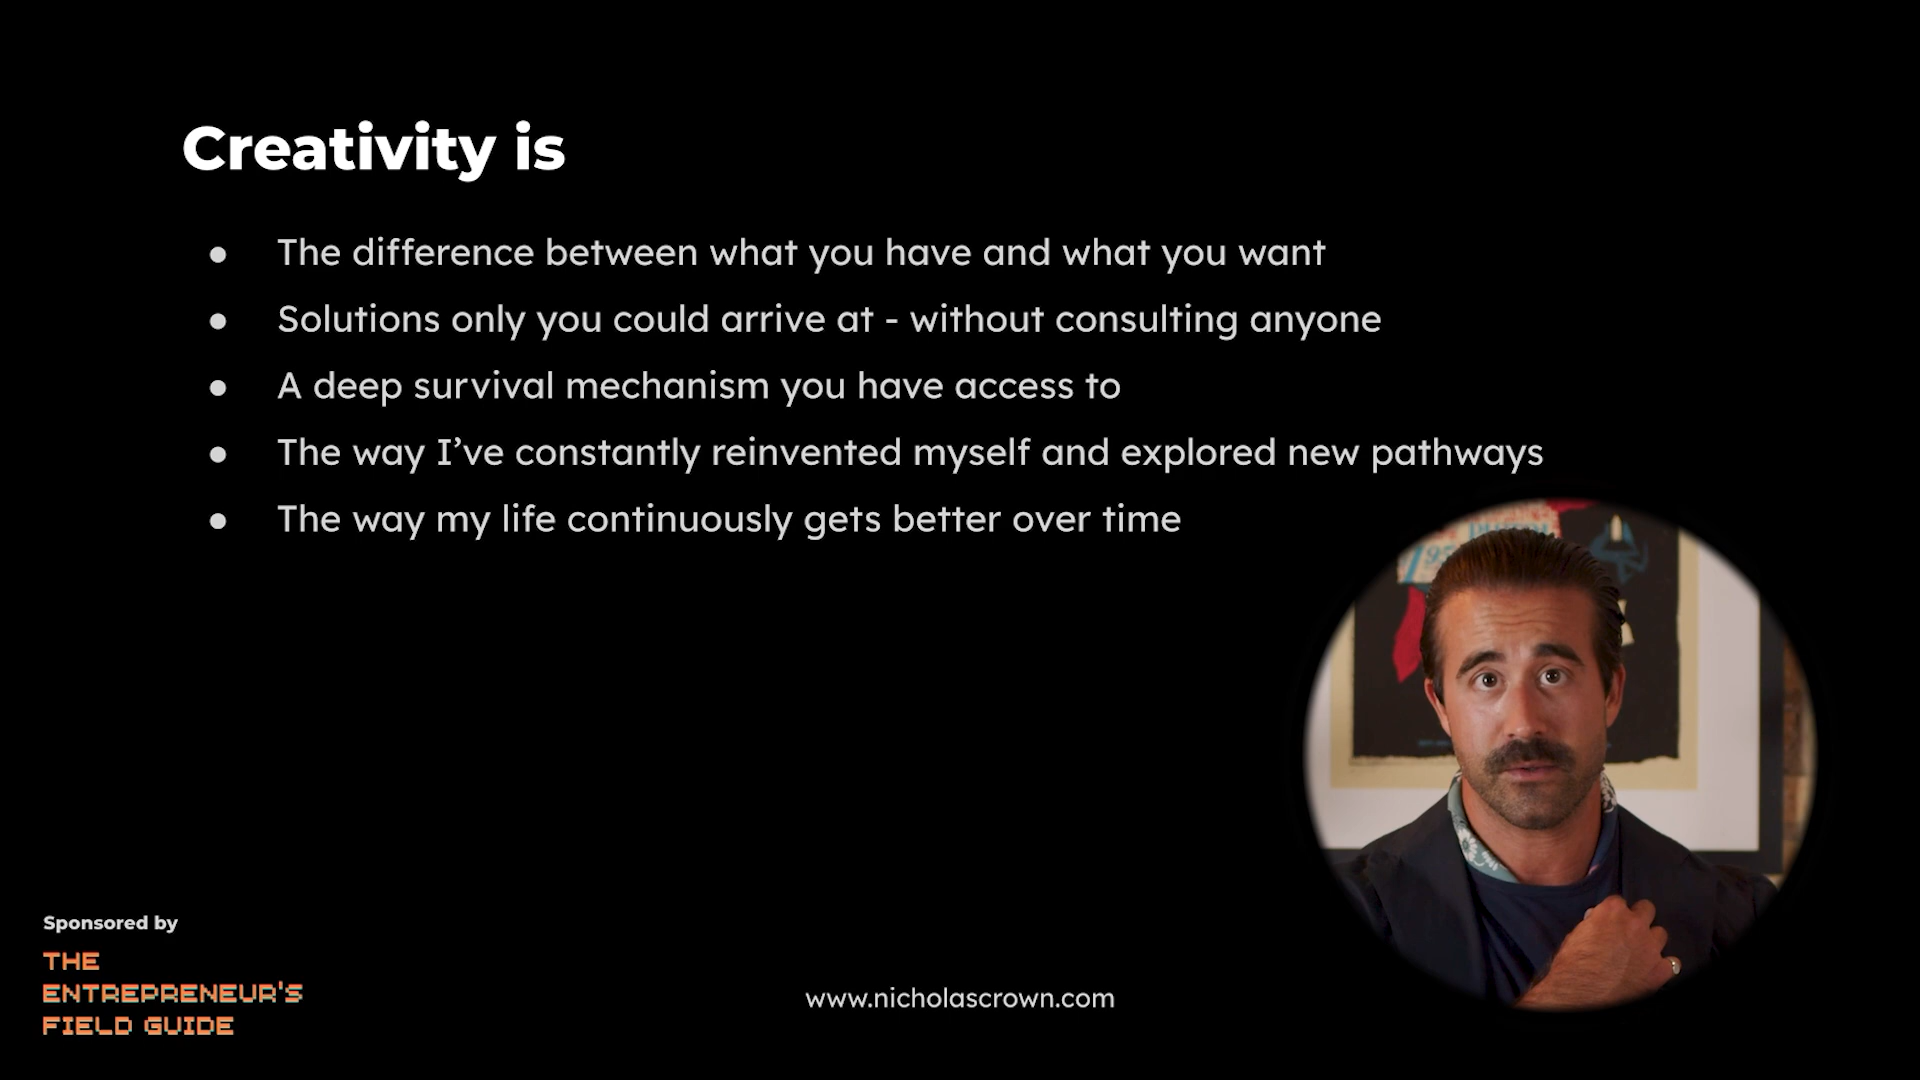 Creativity is
● The difference between what you have and what you want
● Solutions only you could arrive at - without consulting anyone
● A deep survival mechanism you have access to
● The way I’ve constantly reinvented myself and explored new pathways
● The way my life continuously gets better over time
Sponsored by
THE
ENTREPRENEUR'S
FIELD GUIDE
www.nicholascrown.com